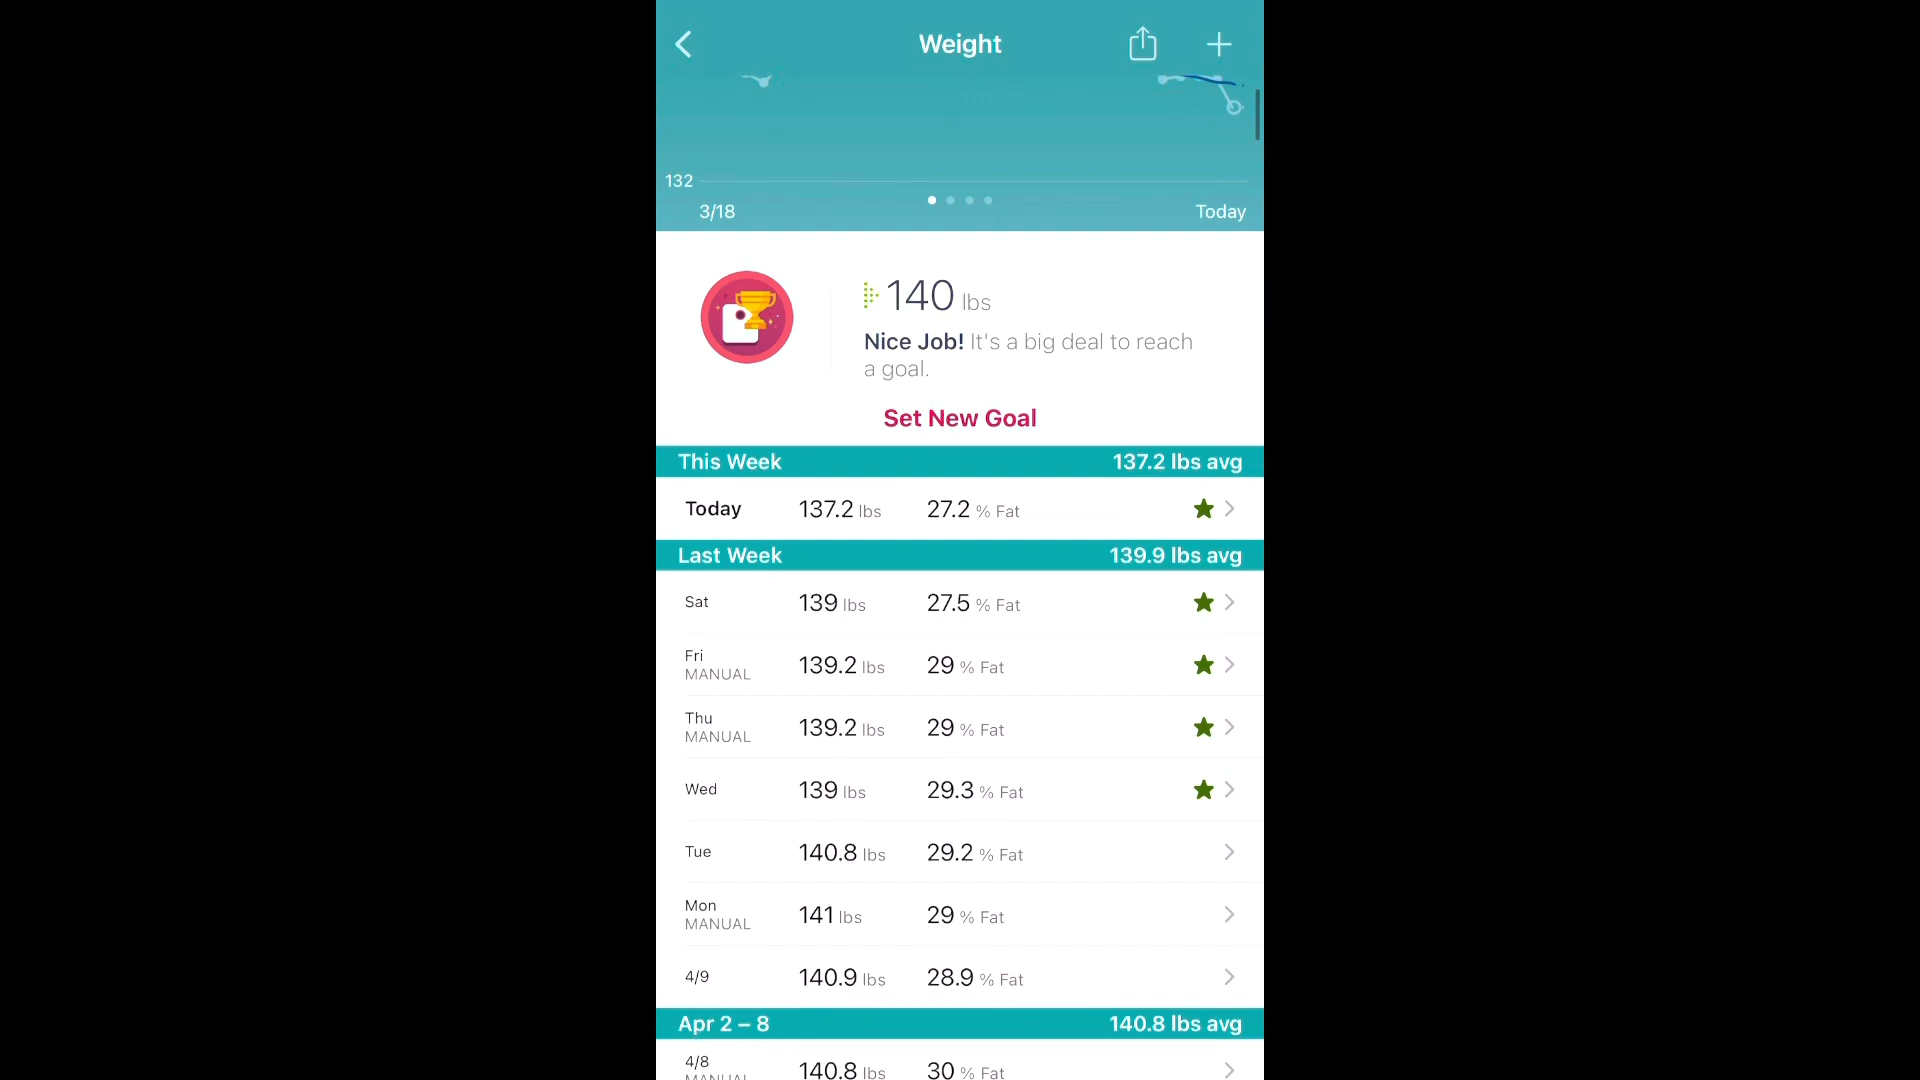 Weight
132
3/18 Today
140 lbs
Nice Job! It's a big deal to reach
a goal.
Set New Goal
This Week 137.2 lbs avg
Today 137.2 lbs 27.2 % Fat
Last Week 139.9 lbs avg
Sat 139 lbs 27.5 % Fat
Fri
MANUAL 139.2 lbs 29 % Fat
Thu
MANUAL 139.2 lbs 29 % Fat
Wed 139 lbs 29.3 % Fat
Tue 140.8 lbs 29.2 % Fat
Mon
MANUAL 141 lbs 29 % Fat
4/9 140.9 lbs 28.9 % Fat
Apr 2 – 8 140.8 lbs avg
4/8
MANUAL 140.8 lbs 30 % Fat